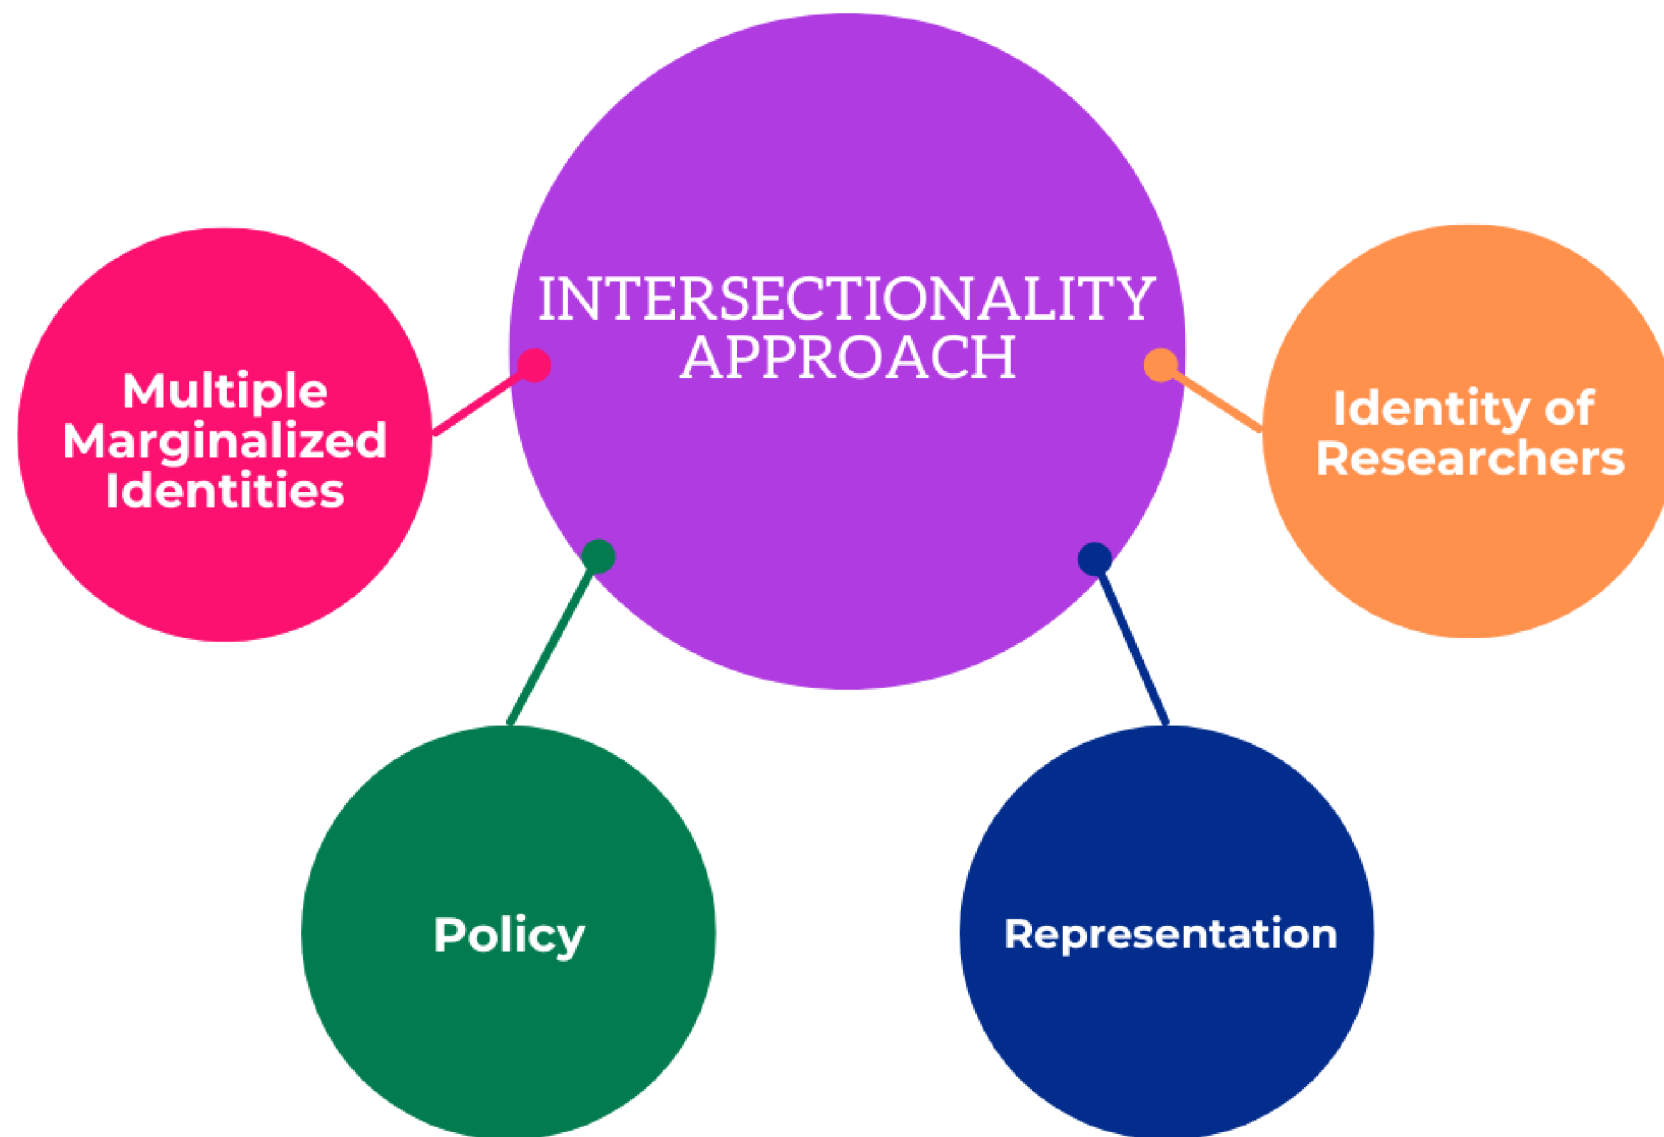 INTERSECTIONALITY
APPROACH
Multiple
Marginalized
Identities
Identity of
Researchers
Policy
Representation